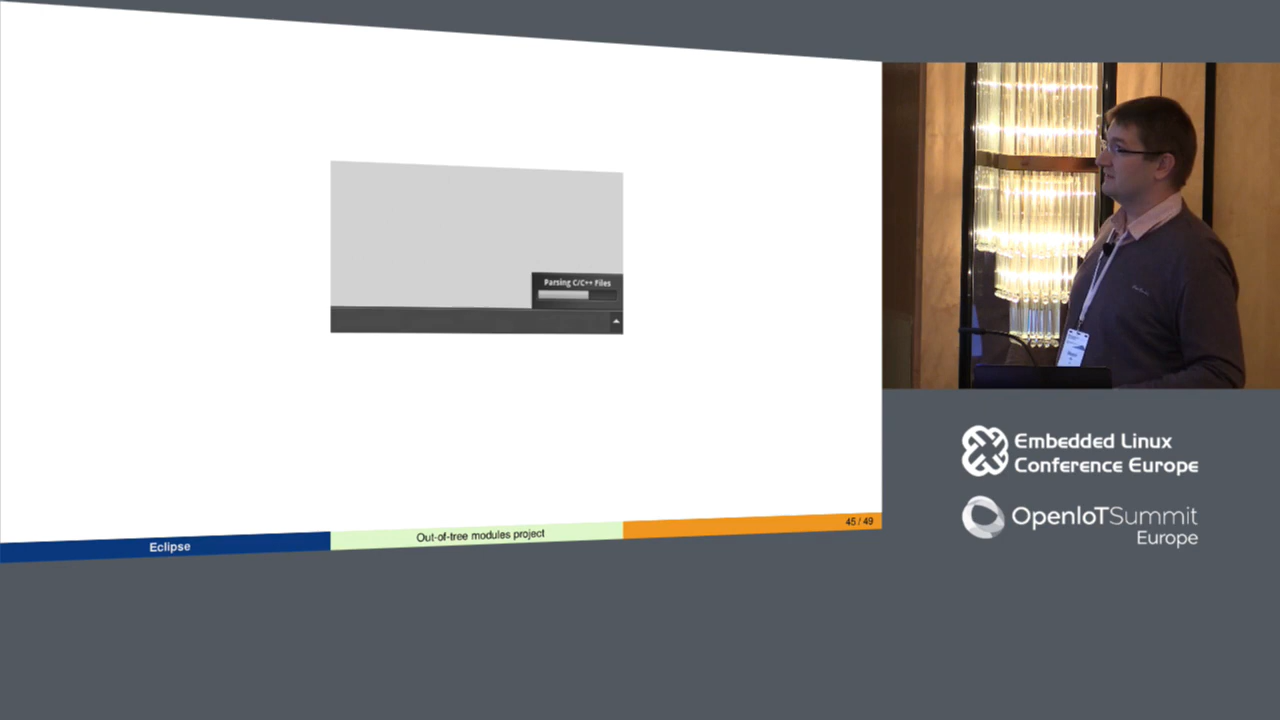 Parsing C/C++ Files
Eclipse
Out-of-tree modules project
45 / 49
Embedded Linux
Conference Europe
OpenIoTSummit
Europe